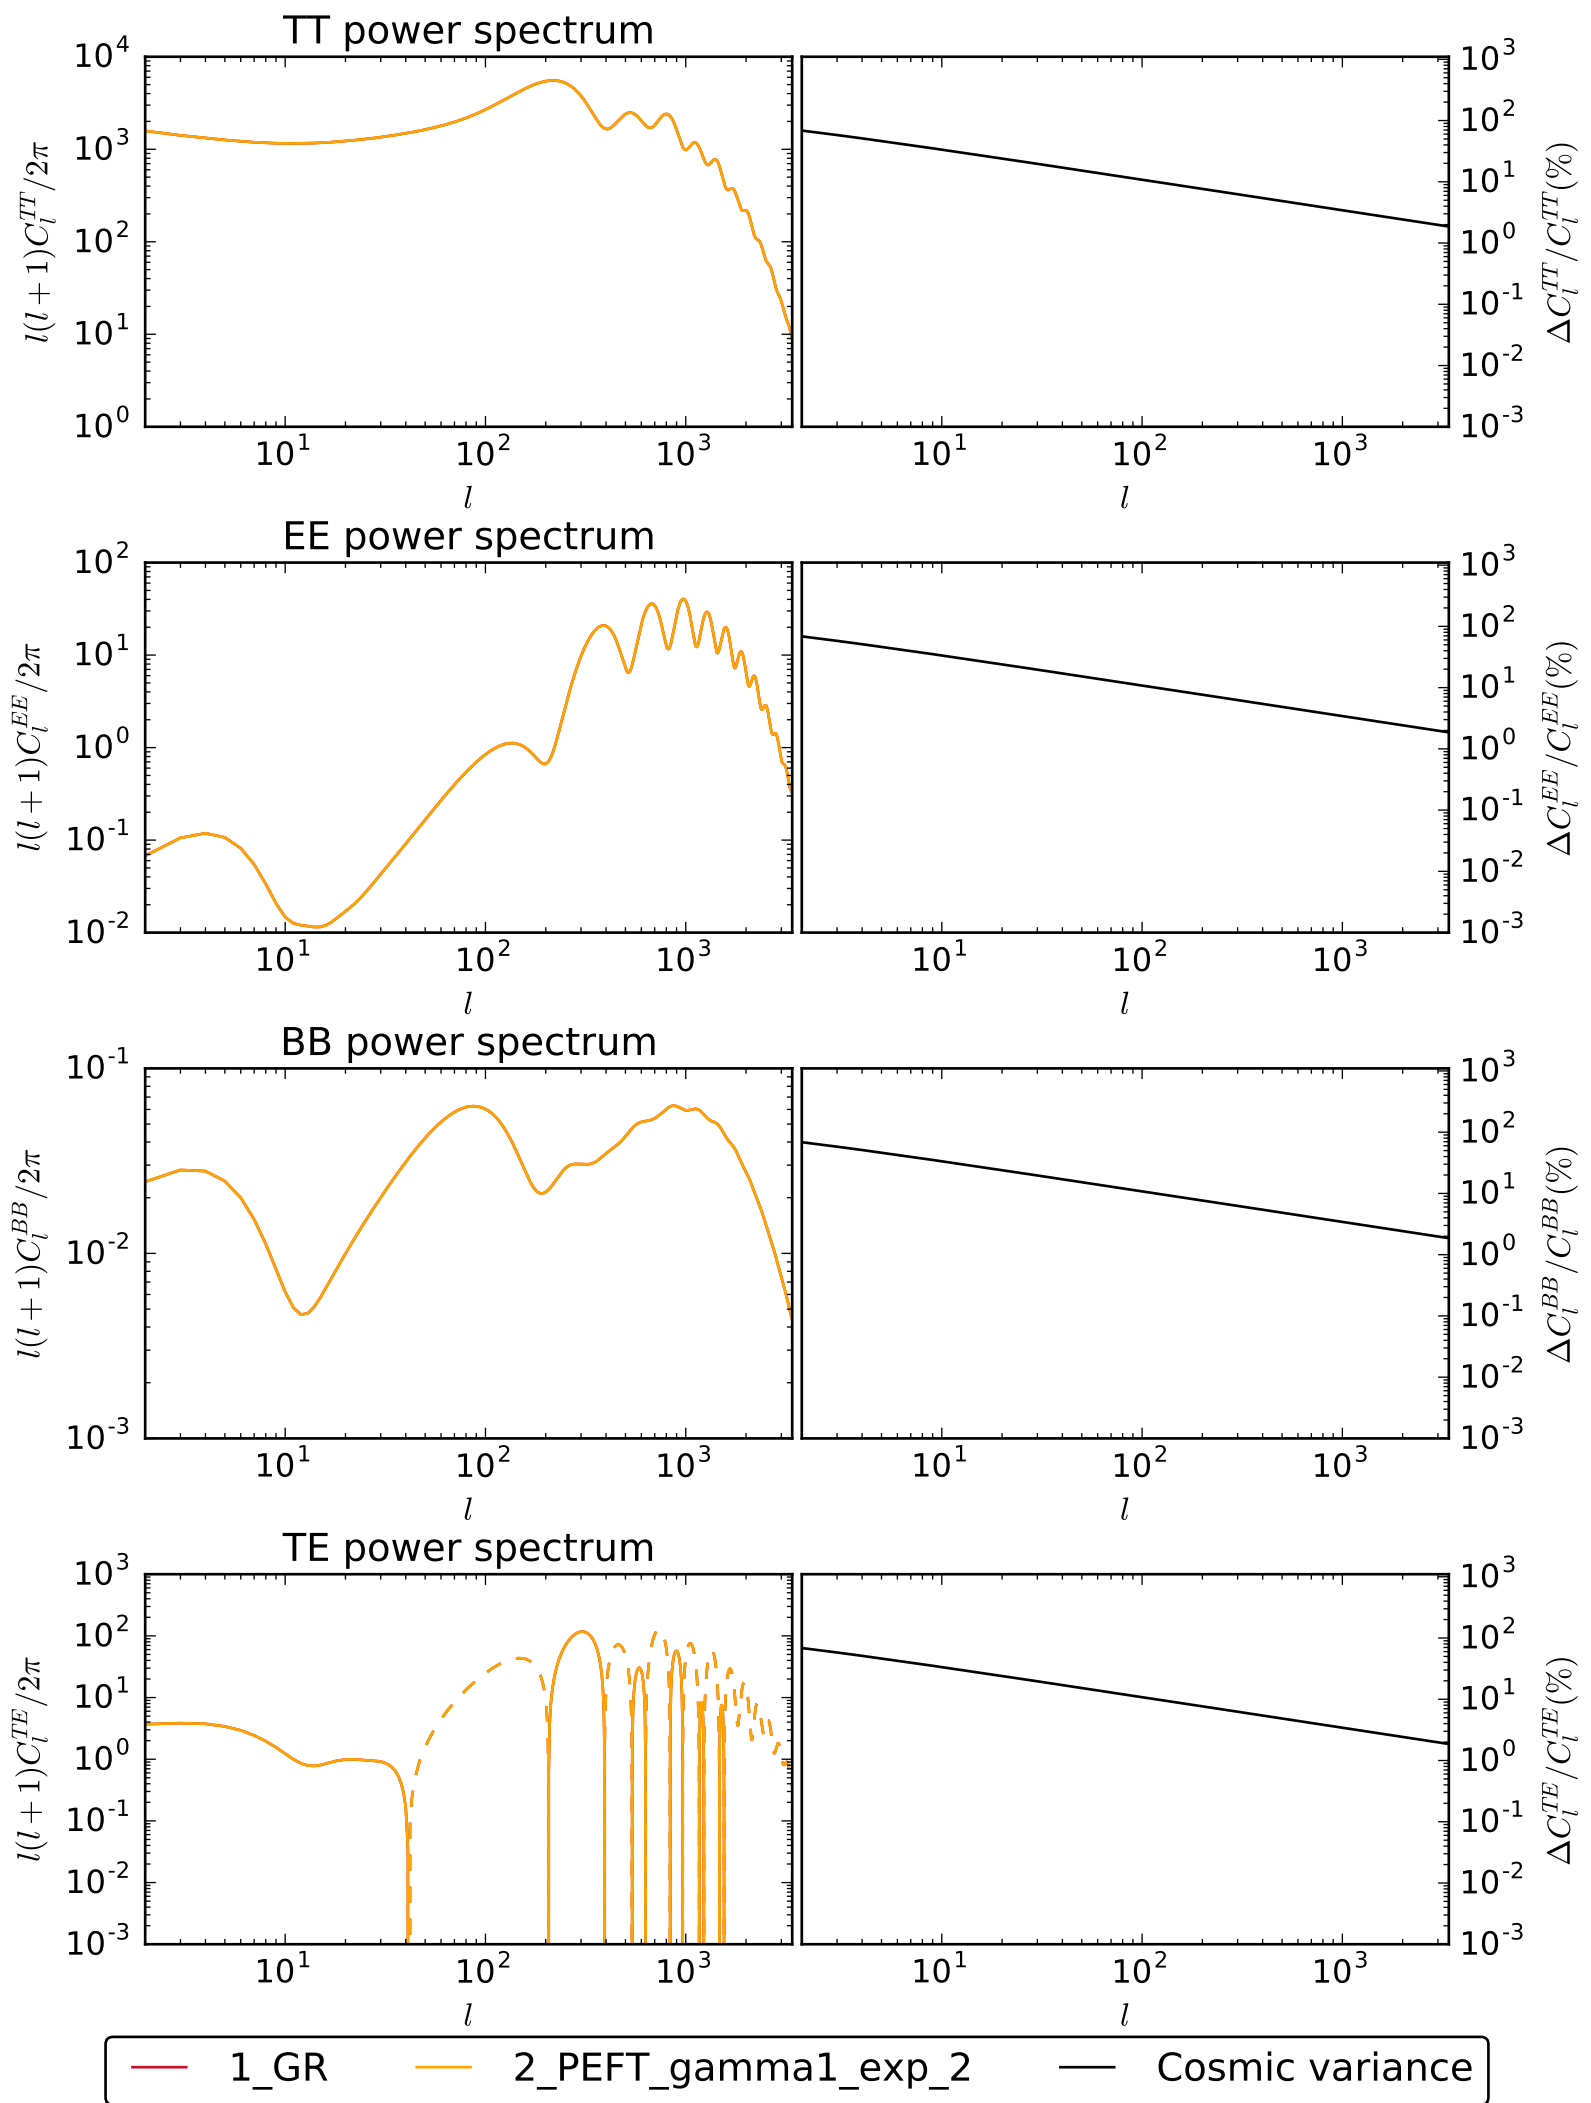 TT power spectrum
10^4
10^3
10^2
10^1
10^0
l(l+1)C_l^{TT}/2π
10^1 10^2 10^3
l
10^3
10^2
10^1
10^0
10^-1
10^-2
10^-3
ΔC_l^{TT}/C_l^{TT}(%)
10^1 10^2 10^3
l
EE power spectrum
10^2
10^1
10^0
10^-1
10^-2
l(l+1)C_l^{EE}/2π
10^1 10^2 10^3
l
10^3
10^2
10^1
10^0
10^-1
10^-2
10^-3
ΔC_l^{EE}/C_l^{EE}(%)
10^1 10^2 10^3
l
BB power spectrum
10^-1
10^-2
10^-3
l(l+1)C_l^{BB}/2π
10^1 10^2 10^3
l
10^3
10^2
10^1
10^0
10^-1
10^-2
10^-3
ΔC_l^{BB}/C_l^{BB}(%)
10^1 10^2 10^3
l
TE power spectrum
10^3
10^2
10^1
10^0
10^-1
10^-2
10^-3
l(l+1)C_l^{TE}/2π
10^1 10^2 10^3
l
10^3
10^2
10^1
10^0
10^-1
10^-2
10^-3
ΔC_l^{TE}/C_l^{TE}(%)
10^1 10^2 10^3
l
1_GR 2_PEFT_gamma1_exp_2 Cosmic variance